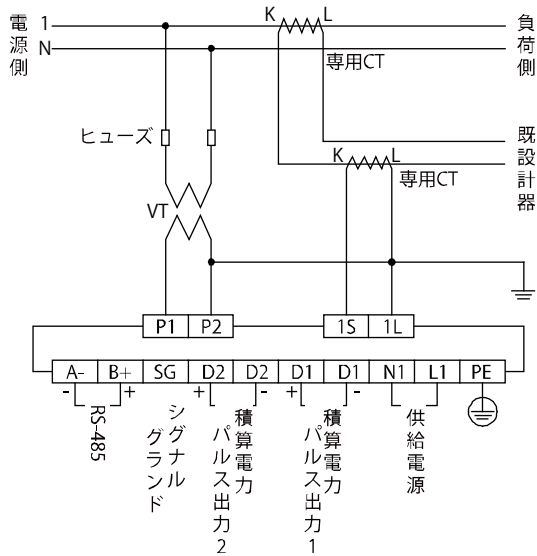 電源側
1
N
K L
専用CT
負荷側
ヒューズ
既設計器
K L
専用CT
VT
P1 P2 1S 1L
A- B+ SG D2 D2 D1 D1 N1 L1 PE
- + + - + -
RS-485
シグナル
グランド
積算電力
パルス出力2
積算電力
パルス出力1
供給電源